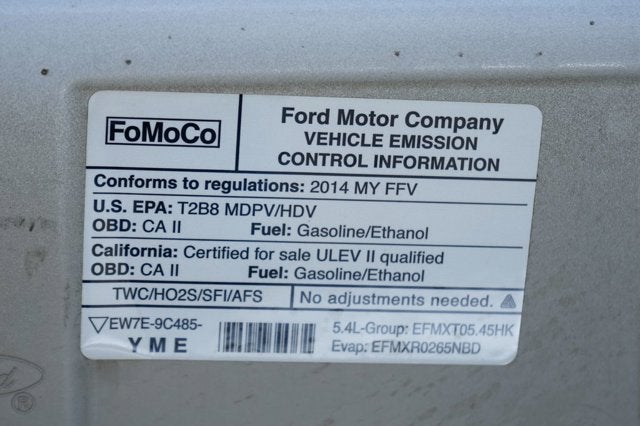 FoMoCo
Ford Motor Company
VEHICLE EMISSION
CONTROL INFORMATION
Conforms to regulations: 2014 MY FFV
U.S. EPA: T2B8 MDPV/HDV
OBD: CA II Fuel: Gasoline/Ethanol
California: Certified for sale ULEV II qualified
OBD: CA II Fuel: Gasoline/Ethanol
TWC/HO2S/SFI/AFS No adjustments needed.
EW7E-9C485- 5.4L-Group: EFMXT05.45HK
YME Evap: EFMXR0265NBD
®